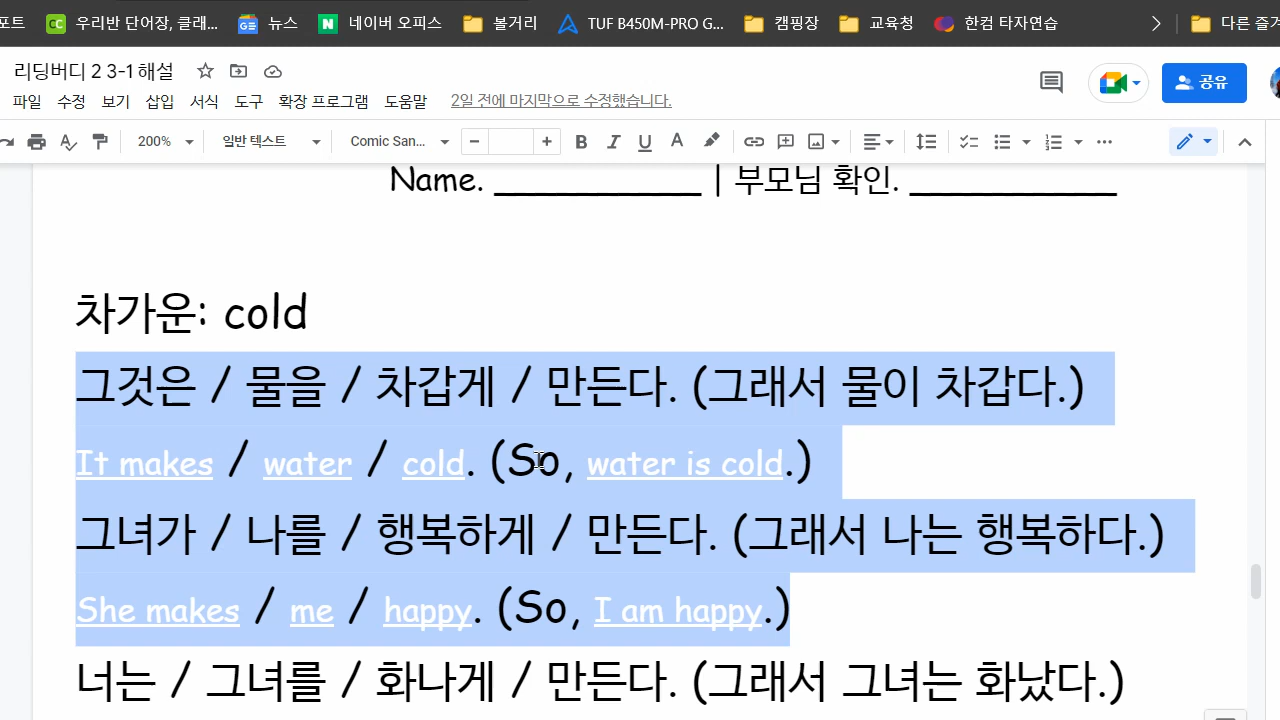 포트 우리반 단어장, 클래... 뉴스 네이버 오피스 볼거리 TUF B450M-PRO G... 캠핑장 교육청 한컴 타자연습 다른 즐겨
리딩버디 2 3-1 해설 공유
파일 수정 보기 삽입 서식 도구 확장 프로그램 도움말 2일 전에 마지막으로 수정했습니다.
200% 일반 텍스트 Comic San... − + B I U A
Name. ___________ | 부모님 확인. ___________
차가운: cold
그것은 / 물을 / 차갑게 / 만든다. (그래서 물이 차갑다.)
It makes / water / cold. (So, water is cold.)
그녀가 / 나를 / 행복하게 / 만든다. (그래서 나는 행복하다.)
She makes / me / happy. (So, I am happy.)
너는 / 그녀를 / 화나게 / 만든다. (그래서 그녀는 화났다.)